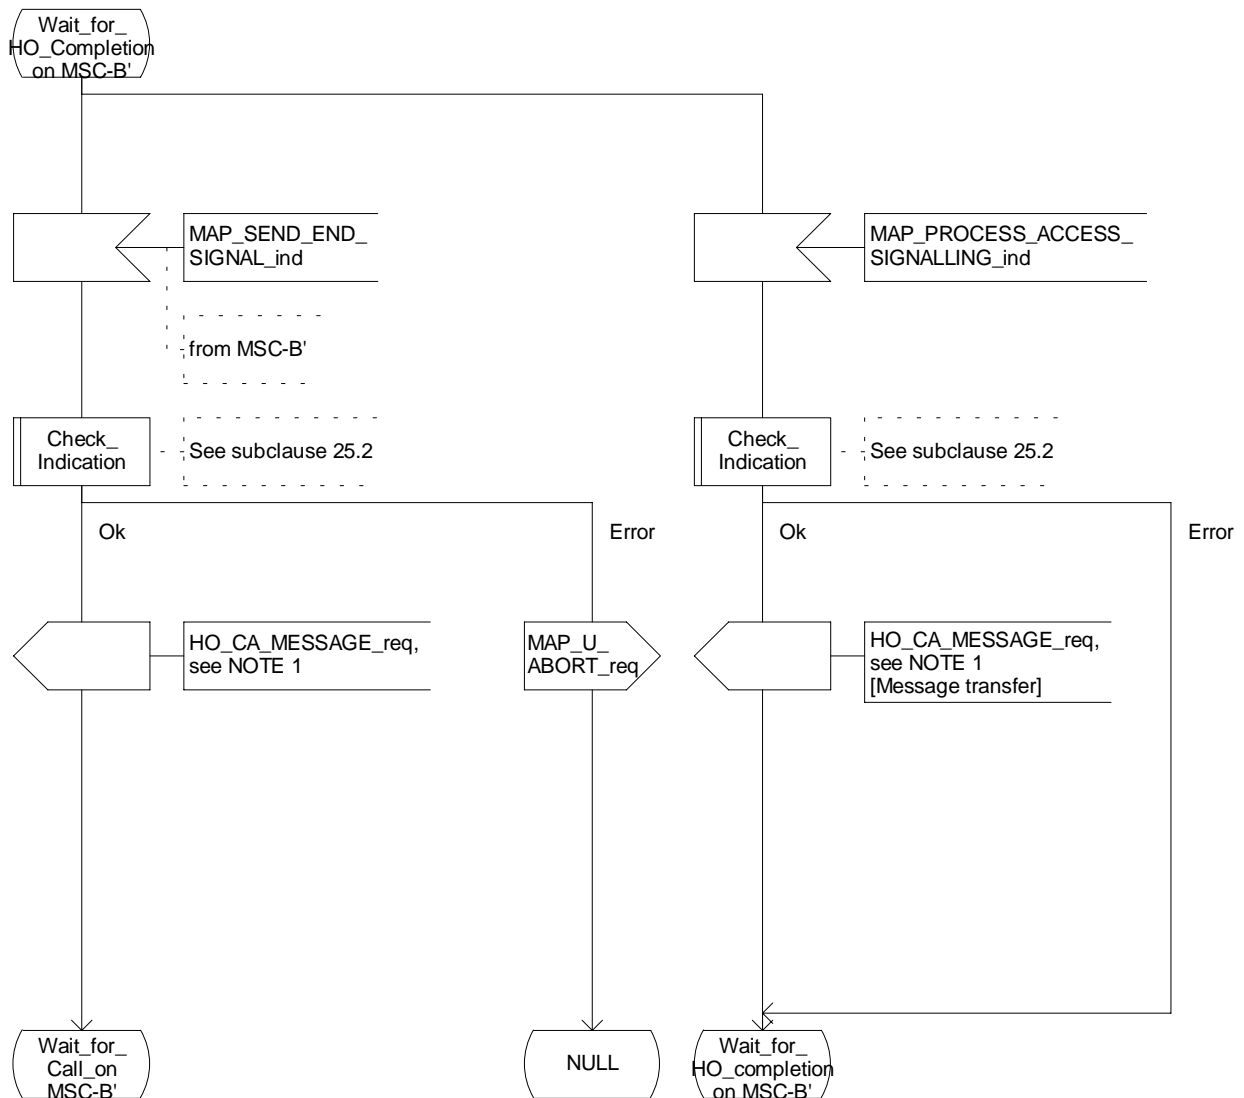 Wait_for_
HO_Completion
on MSC-B'
MAP_SEND_END_
SIGNAL_ind
MAP_PROCESS_ACCESS_
SIGNALLING_ind
from MSC-B'
Check_
Indication
See subclause 25.2
Check_
Indication
See subclause 25.2
Ok
Error
Ok
Error
HO_CA_MESSAGE_req,
see NOTE 1
MAP_U_
ABORT_req
HO_CA_MESSAGE_req,
see NOTE 1
[Message transfer]
Wait_for_
Call_on
MSC-B'
NULL
Wait_for_
HO_completion
on MSC-B'